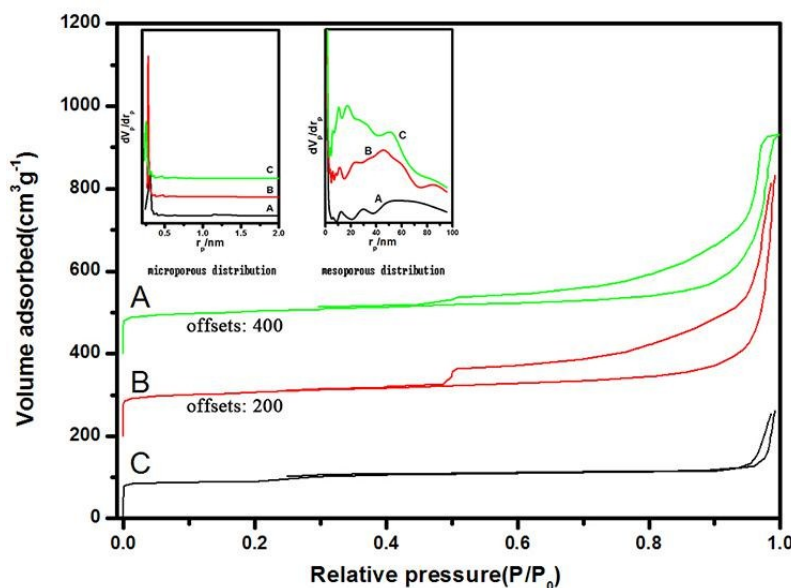 1200
1000
800
600
400
200
0
Volume adsorbed(cm³g⁻¹)
dVₚ/drₚ
C
B
A
0.5 1.0 1.5 2.0
rₚ/nm
microporous distribution
dVₚ/drₚ
C
B
A
0 20 40 60 80 100
rₚ/nm
mesoporous distribution
A
offsets: 400
B
offsets: 200
C
0.0 0.2 0.4 0.6 0.8 1.0
Relative pressure(P/P₀)